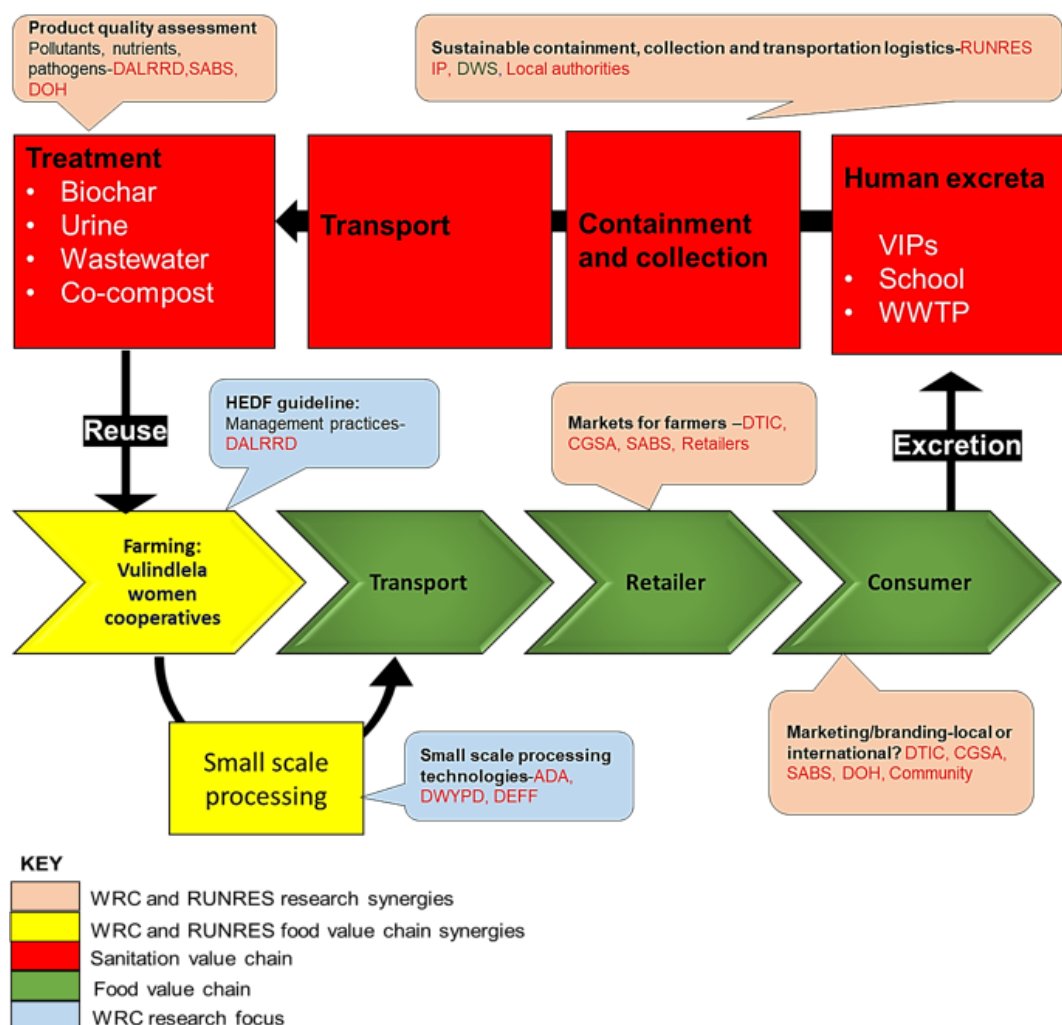 Product quality assessment
Pollutants, nutrients,
pathogens-DALRRD,SABS,
DOH
Sustainable containment, collection and transportation logistics-RUNRES
IP, DWS, Local authorities
Treatment
• Biochar
• Urine
• Wastewater
• Co-compost
Transport
Containment
and collection
Human excreta
VIPs
• School
• WWTP
Reuse
HEDF guideline:
Management practices-
DALRRD
Markets for farmers –DTIC,
CGSA, SABS, Retailers
Excretion
Farming:
Vulindlela
women
cooperatives
Transport
Retailer
Consumer
Small scale
processing
Small scale processing
technologies-ADA,
DWYPD, DEFF
Marketing/branding-local or
international? DTIC, CGSA,
SABS, DOH, Community
KEY
WRC and RUNRES research synergies
WRC and RUNRES food value chain synergies
Sanitation value chain
Food value chain
WRC research focus